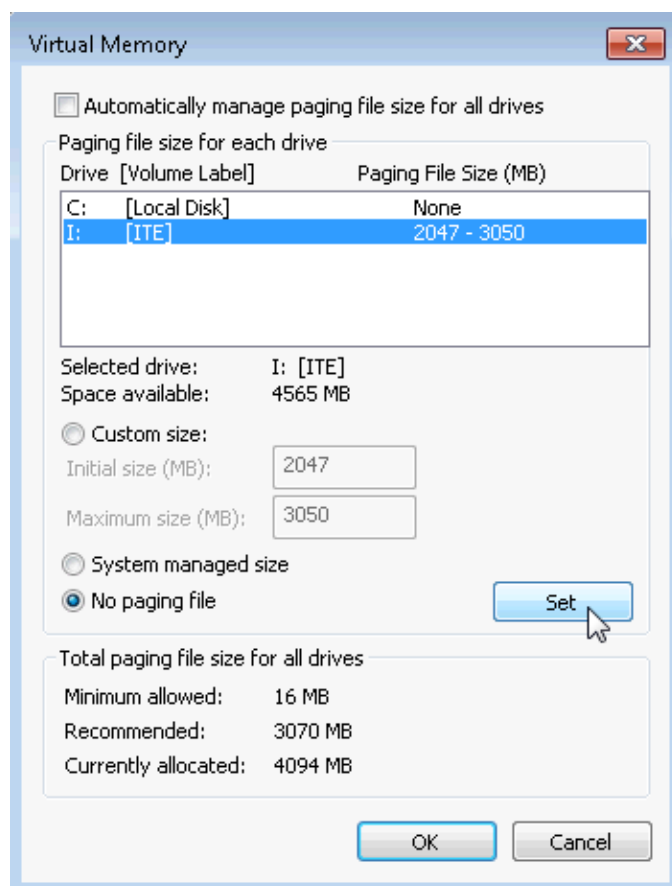 Virtual Memory
Automatically manage paging file size for all drives
Paging file size for each drive
Drive [Volume Label] Paging File Size (MB)
C: [Local Disk] None
I: [ITE] 2047 - 3050
Selected drive: I: [ITE]
Space available: 4565 MB
Custom size:
Initial size (MB): 2047
Maximum size (MB): 3050
System managed size
No paging file Set
Total paging file size for all drives
Minimum allowed: 16 MB
Recommended: 3070 MB
Currently allocated: 4094 MB
OK Cancel